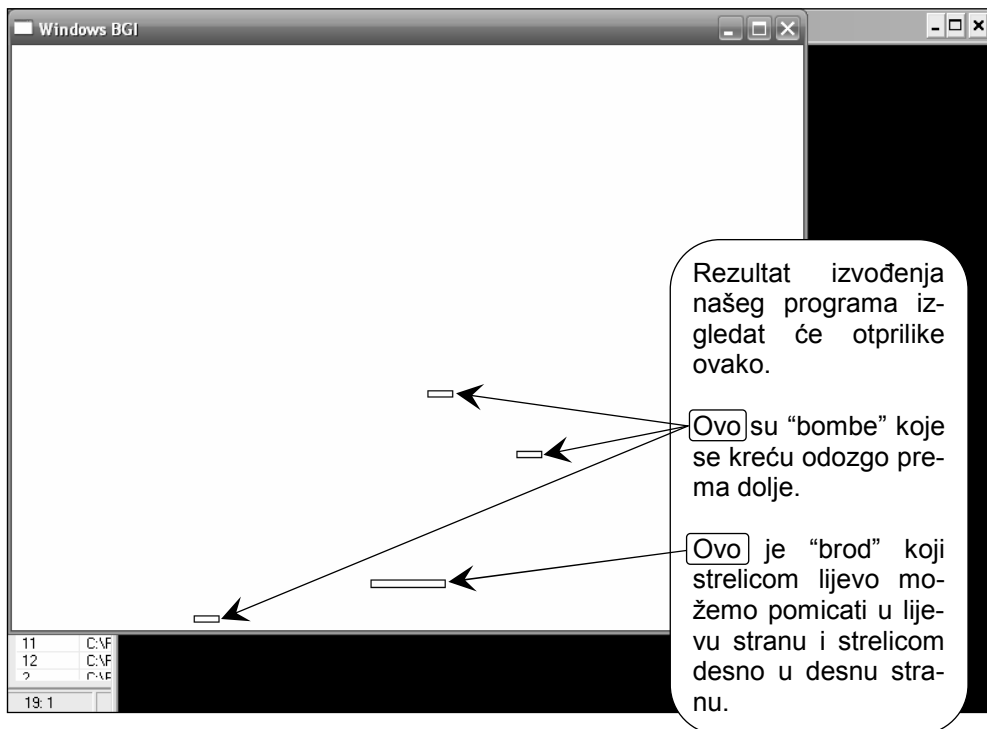 Windows BGI
Rezultat izvođenja
našeg programa iz-
gledat će otprilike
ovako.
Ovo su “bombe” koje
se kreću odozgo pre-
ma dolje.
Ovo je “brod” koji
strelicom lijevo mo-
žemo pomicati u lije-
vu stranu i strelicom
desno u desnu stra-
nu.
11 C:\F
12 C:\F
19: 1